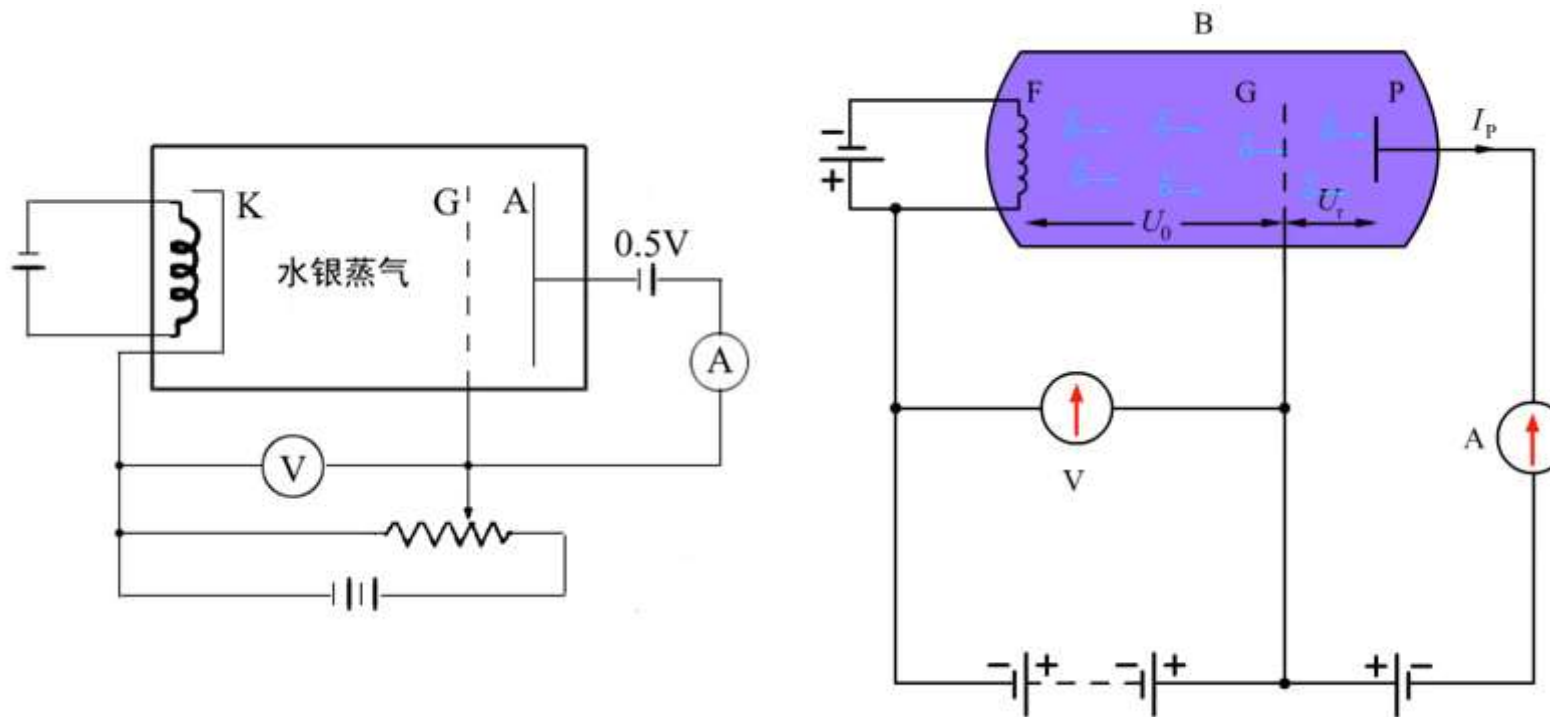 K
G
A
0.5V
水银蒸气
A
V
B
F
G
P
I_P
U_0
U_r
V
A
- +
- +
- +
+ -